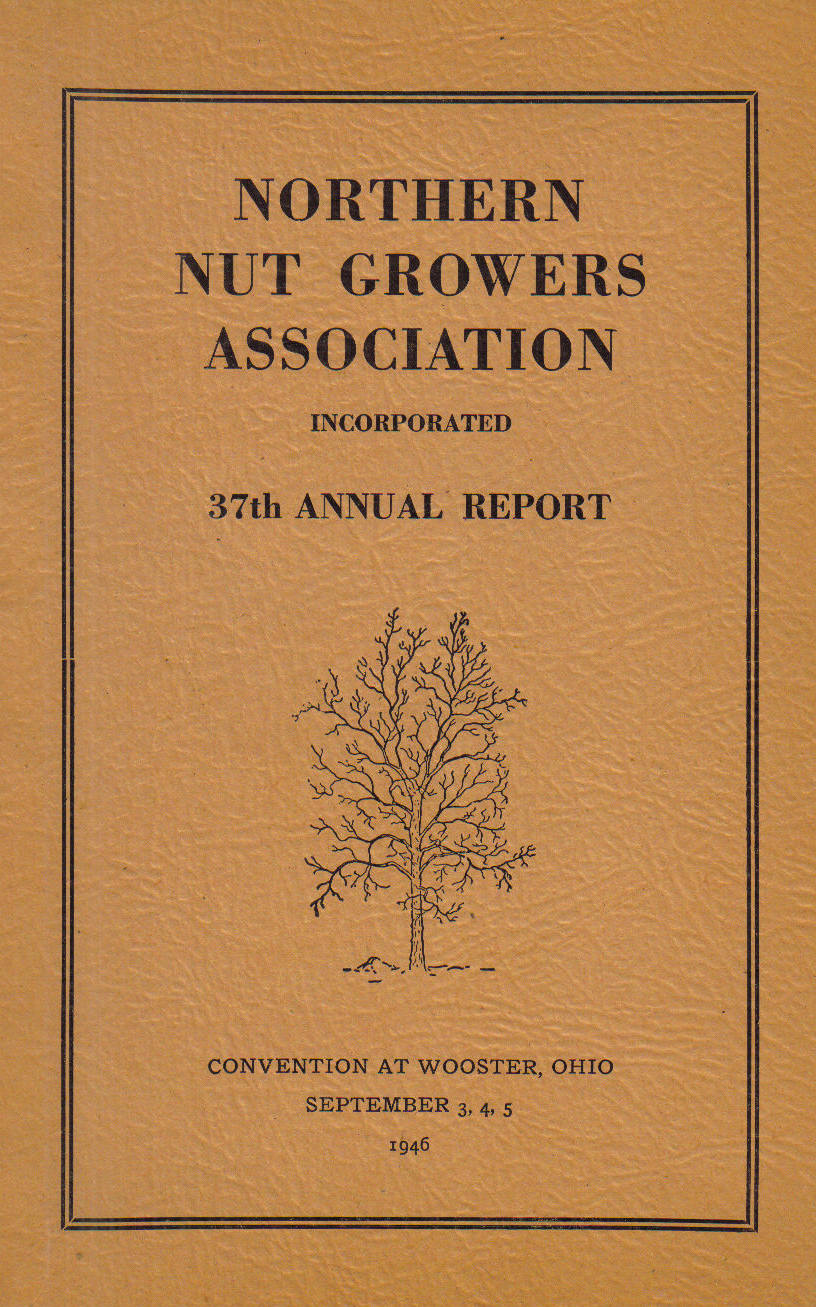 NORTHERN
NUT GROWERS
ASSOCIATION
INCORPORATED
37th ANNUAL REPORT
CONVENTION AT WOOSTER, OHIO
SEPTEMBER 3, 4, 5
1946